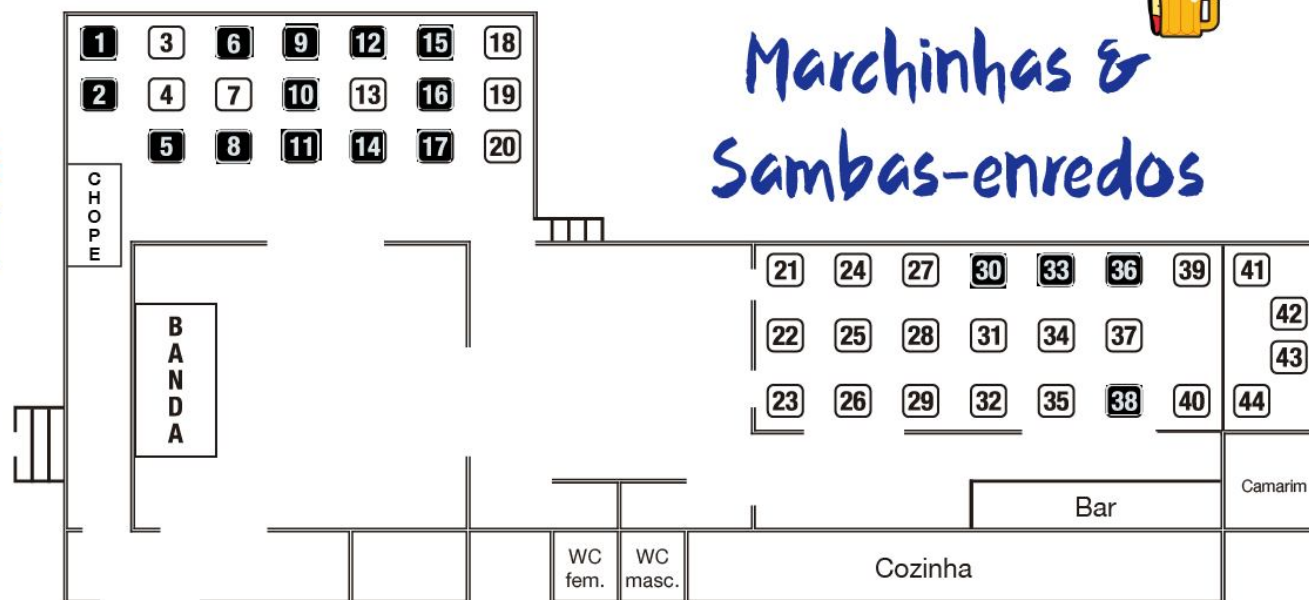 Marchinhas &
Sambas-enredos
1 3 6 9 12 15 18
2 4 7 10 13 16 19
5 8 11 14 17 20
CHOPE
BANDA
21 24 27 30 33 36 39 41
42
22 25 28 31 34 37
43
23 26 29 32 35 38 40 44
Camarim
Bar
WC
fem.
WC
masc.
Cozinha